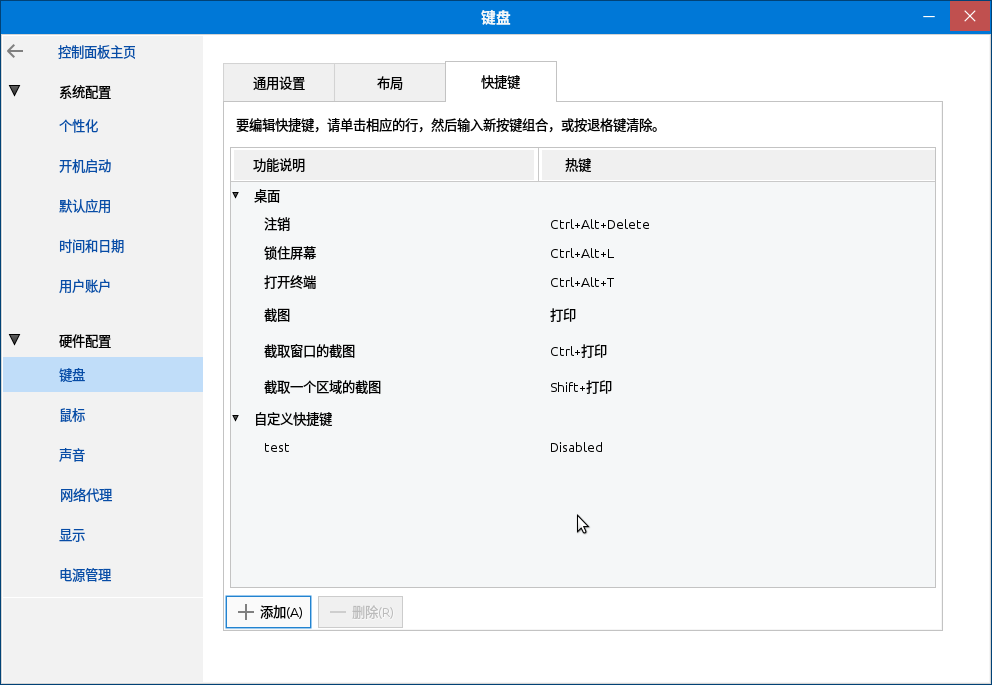 键盘
控制面板主页
系统配置
个性化
开机启动
默认应用
时间和日期
用户账户
硬件配置
键盘
鼠标
声音
网络代理
显示
电源管理
通用设置 布局 快捷键
要编辑快捷键，请单击相应的行，然后输入新按键组合，或按退格键清除。
功能说明 热键
桌面
注销 Ctrl+Alt+Delete
锁住屏幕 Ctrl+Alt+L
打开终端 Ctrl+Alt+T
截图 打印
截取窗口的截图 Ctrl+打印
截取一个区域的截图 Shift+打印
自定义快捷键
test Disabled
添加(A) 删除(R)